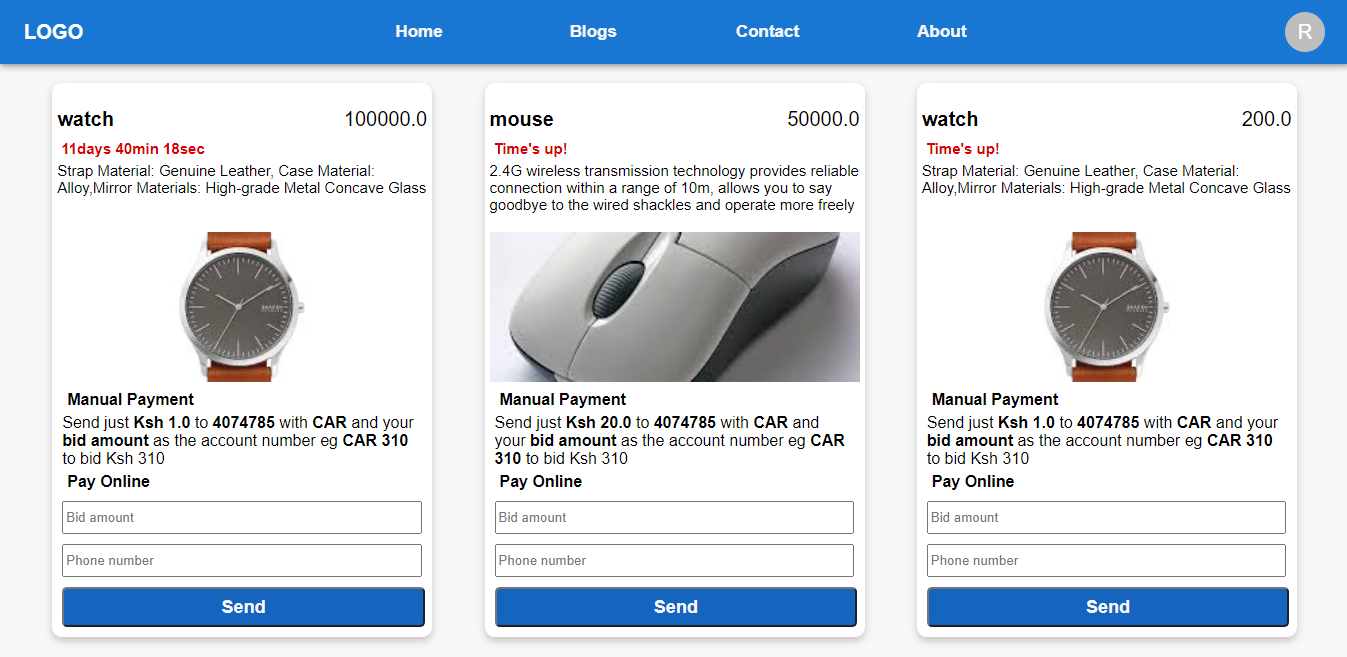 LOGO
Home
Blogs
Contact
About
R
watch
100000.0
11days 40min 18sec
Strap Material: Genuine Leather, Case Material:
Alloy,Mirror Materials: High-grade Metal Concave Glass
Manual Payment
Send just Ksh 1.0 to 4074785 with CAR and your
bid amount as the account number eg CAR 310
to bid Ksh 310
Pay Online
Bid amount
Phone number
Send
mouse
50000.0
Time's up!
2.4G wireless transmission technology provides reliable
connection within a range of 10m, allows you to say
goodbye to the wired shackles and operate more freely
Manual Payment
Send just Ksh 20.0 to 4074785 with CAR and
your bid amount as the account number eg CAR
310 to bid Ksh 310
Pay Online
Bid amount
Phone number
Send
watch
200.0
Time's up!
Strap Material: Genuine Leather, Case Material:
Alloy,Mirror Materials: High-grade Metal Concave Glass
Manual Payment
Send just Ksh 1.0 to 4074785 with CAR and your
bid amount as the account number eg CAR 310
to bid Ksh 310
Pay Online
Bid amount
Phone number
Send